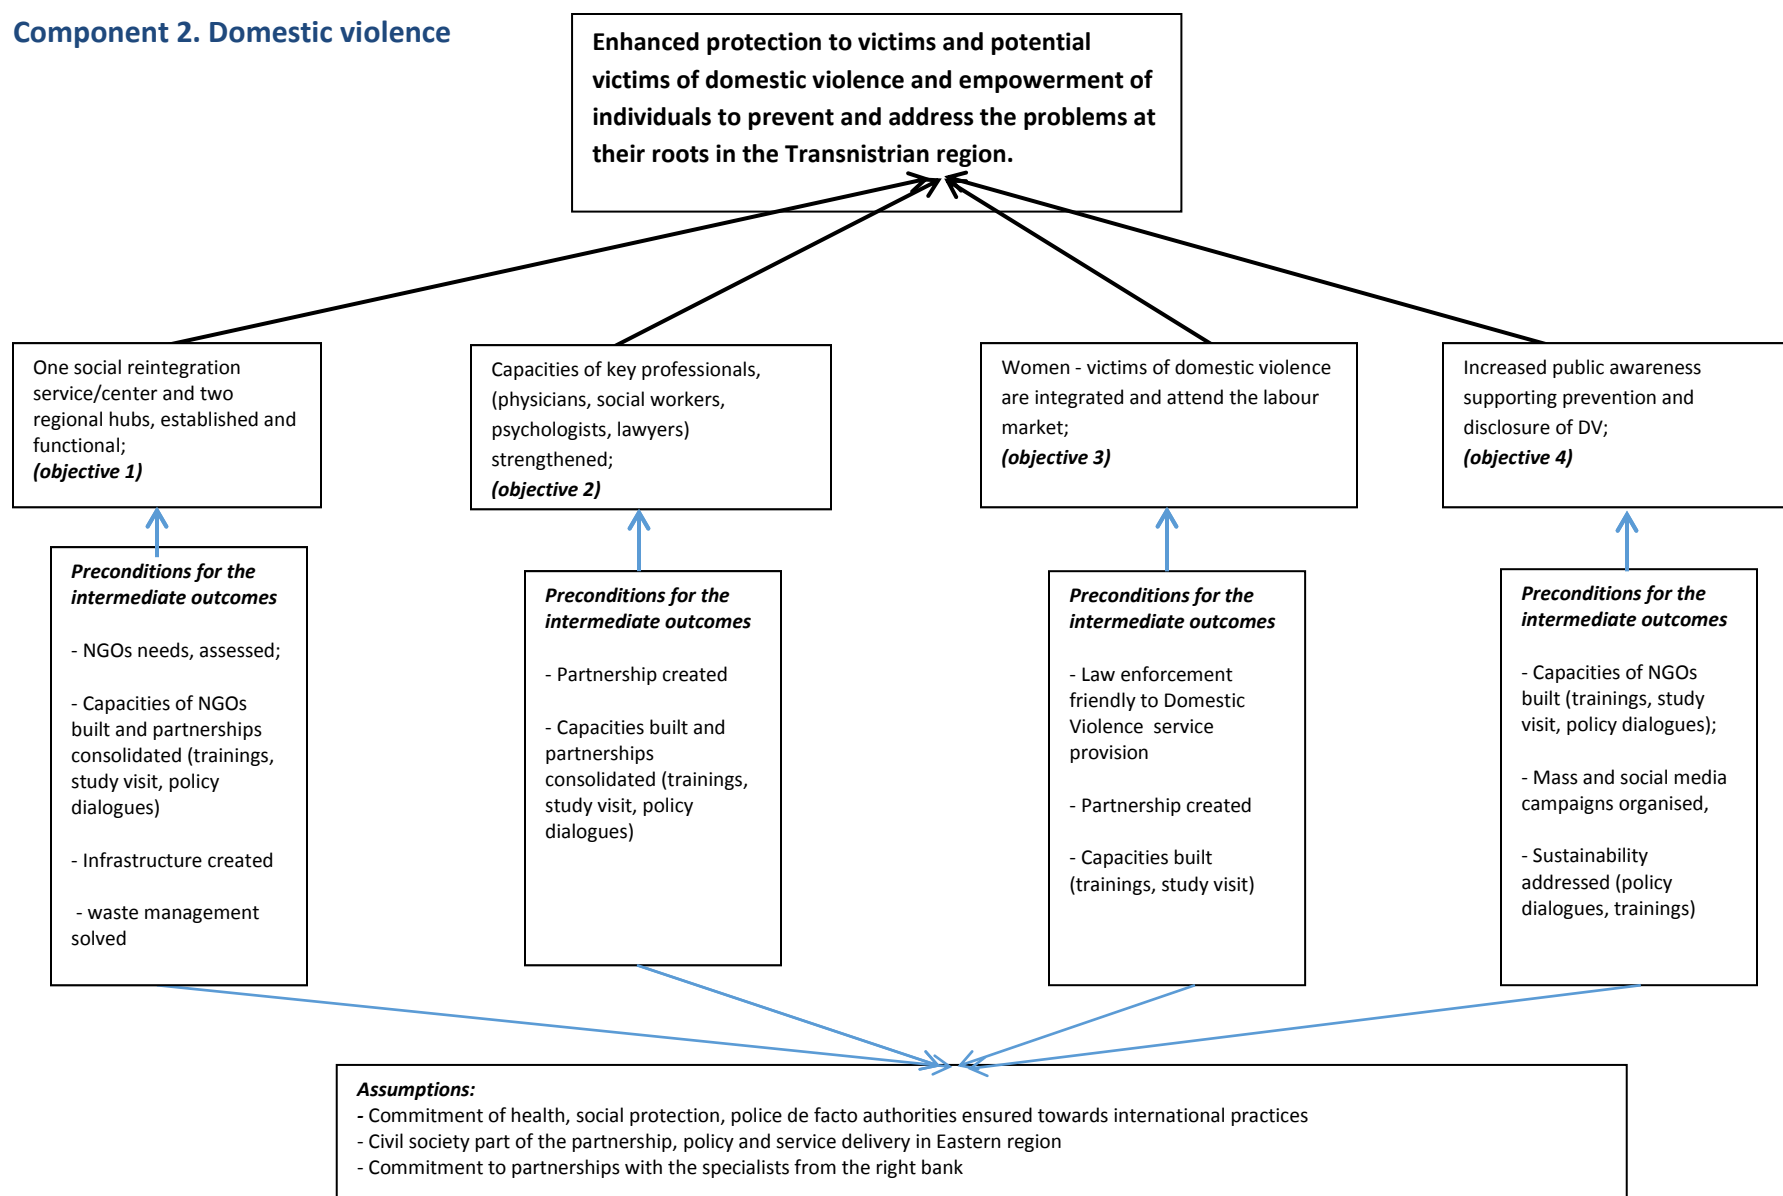 Component 2. Domestic violence
Enhanced protection to victims and potential
victims of domestic violence and empowerment of
individuals to prevent and address the problems at
their roots in the Transnistrian region.
One social reintegration
service/center and two
regional hubs, established and
functional;
(objective 1)
Capacities of key professionals,
(physicians, social workers,
psychologists, lawyers)
strengthened;
(objective 2)
Women - victims of domestic violence
are integrated and attend the labour
market;
(objective 3)
Increased public awareness
supporting prevention and
disclosure of DV;
(objective 4)
Preconditions for the
intermediate outcomes
- NGOs needs, assessed;
- Capacities of NGOs
built and partnerships
consolidated (trainings,
study visit, policy
dialogues)
- Infrastructure created
- waste management
solved
Preconditions for the
intermediate outcomes
- Partnership created
- Capacities built and
partnerships
consolidated (trainings,
study visit, policy
dialogues)
Preconditions for the
intermediate outcomes
- Law enforcement
friendly to Domestic
Violence  service
provision
- Partnership created
- Capacities built
(trainings, study visit)
Preconditions for the
intermediate outcomes
- Capacities of NGOs
built (trainings, study
visit, policy dialogues);
- Mass and social media
campaigns organised,
- Sustainability
addressed (policy
dialogues, trainings)
Assumptions:
- Commitment of health, social protection, police de facto authorities ensured towards international practices
- Civil society part of the partnership, policy and service delivery in Eastern region
- Commitment to partnerships with the specialists from the right bank